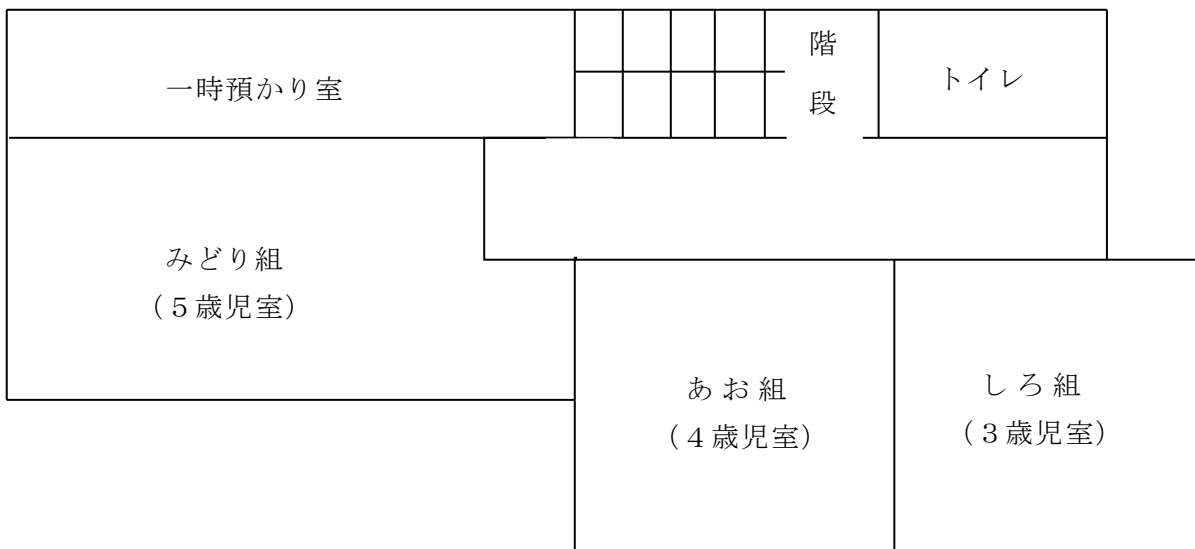 一時預かり室
階
段
トイレ
みどり組
（５歳児室）
あお組
（４歳児室）
しろ組
（３歳児室）